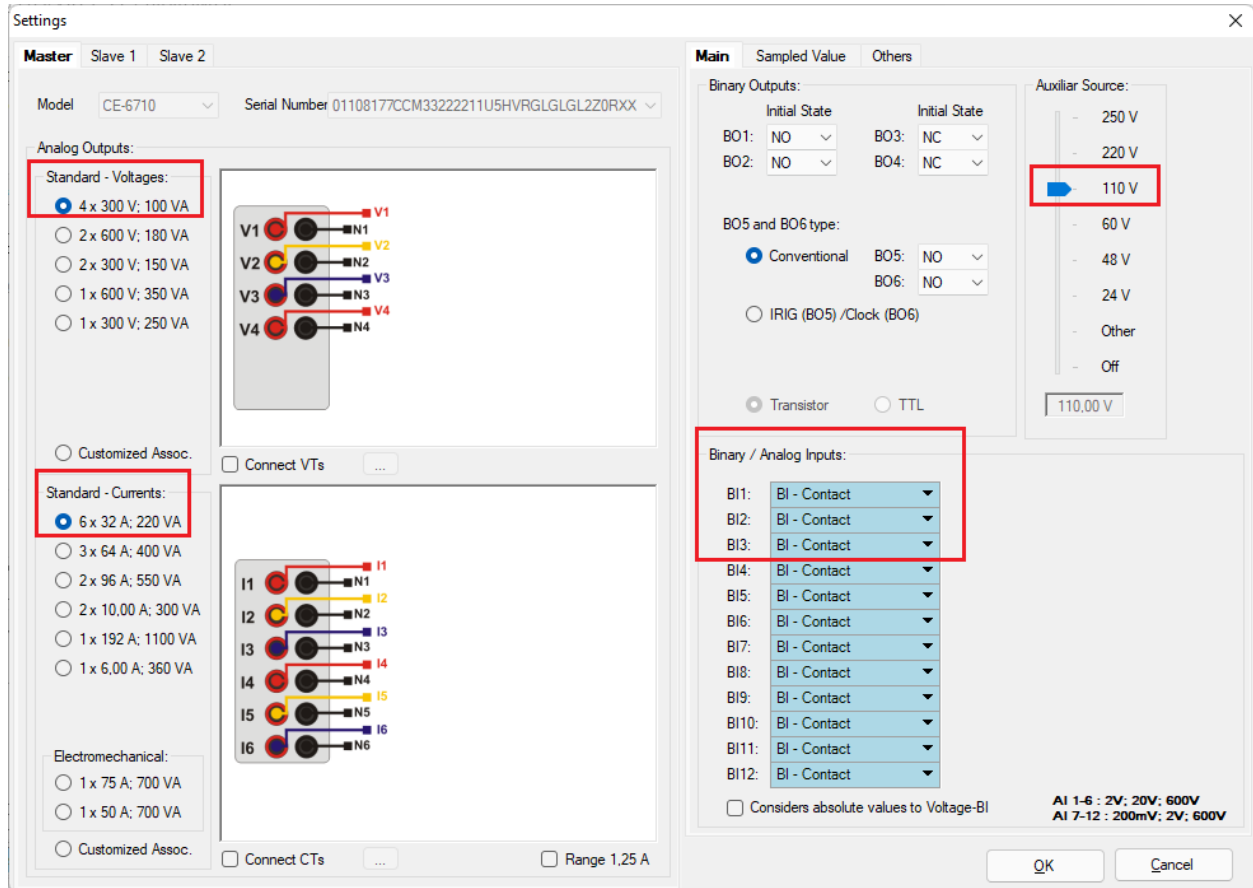 Settings
Master Slave 1 Slave 2
Model CE-6710 Serial Number 01108177CCM33222211U5HVRGLGLGL2Z0RXX
Analog Outputs:
Standard - Voltages:
4 x 300 V; 100 VA
2 x 600 V; 180 VA
2 x 300 V; 150 VA
1 x 600 V; 350 VA
1 x 300 V; 250 VA
Customized Assoc.
V1 V1
N1
V2 V2
N2
V3 V3
N3
V4 V4
N4
Connect VTs ...
Standard - Currents:
6 x 32 A; 220 VA
3 x 64 A; 400 VA
2 x 96 A; 550 VA
2 x 10,00 A; 300 VA
1 x 192 A; 1100 VA
1 x 6,00 A; 360 VA
Electromechanical:
1 x 75 A; 700 VA
1 x 50 A; 700 VA
Customized Assoc.
I1 I1
N1
I2 I2
N2
I3 I3
N3
I4 I4
N4
I5 I5
N5
I6 I6
N6
Connect CTs ... Range 1,25 A
Main Sampled Value Others
Binary Outputs:
Initial State Initial State
BO1: NO BO3: NC
BO2: NO BO4: NC
BO5 and BO6 type:
Conventional BO5: NO
BO6: NO
IRIG (BO5) /Clock (BO6)
Transistor TTL
Auxiliar Source:
250 V
220 V
110 V
60 V
48 V
24 V
Other
Off
110,00 V
Binary / Analog Inputs:
BI1: BI - Contact
BI2: BI - Contact
BI3: BI - Contact
BI4: BI - Contact
BI5: BI - Contact
BI6: BI - Contact
BI7: BI - Contact
BI8: BI - Contact
BI9: BI - Contact
BI10: BI - Contact
BI11: BI - Contact
BI12: BI - Contact
Considers absolute values to Voltage-BI
AI 1-6 : 2V; 20V; 600V
AI 7-12 : 200mV; 2V; 600V
OK Cancel